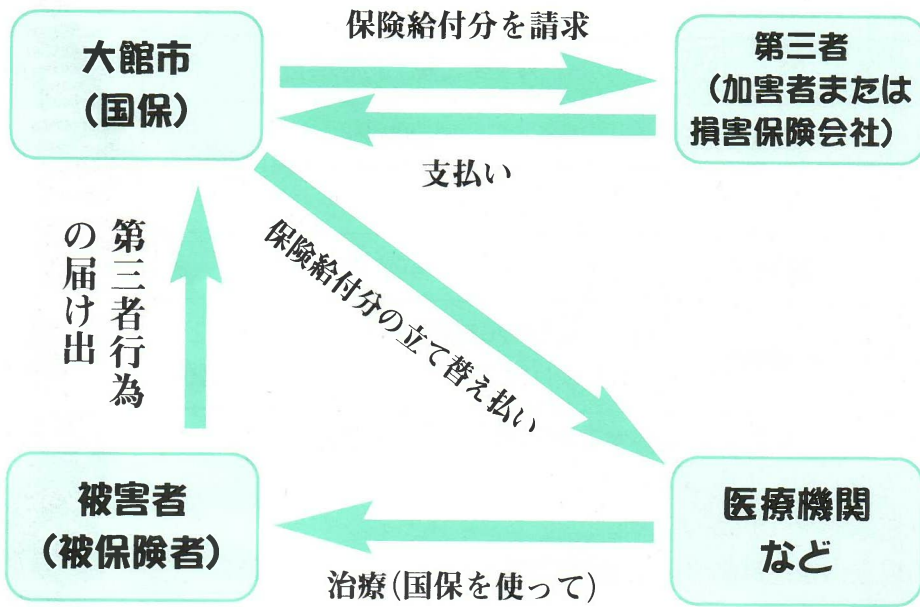 保険給付分を請求
大館市
（国保）
第三者
（加害者または
損害保険会社）
支払い
第三者行為
の届け出
保険給付分の立て替え払い
被害者
（被保険者）
医療機関
など
治療(国保を使って)